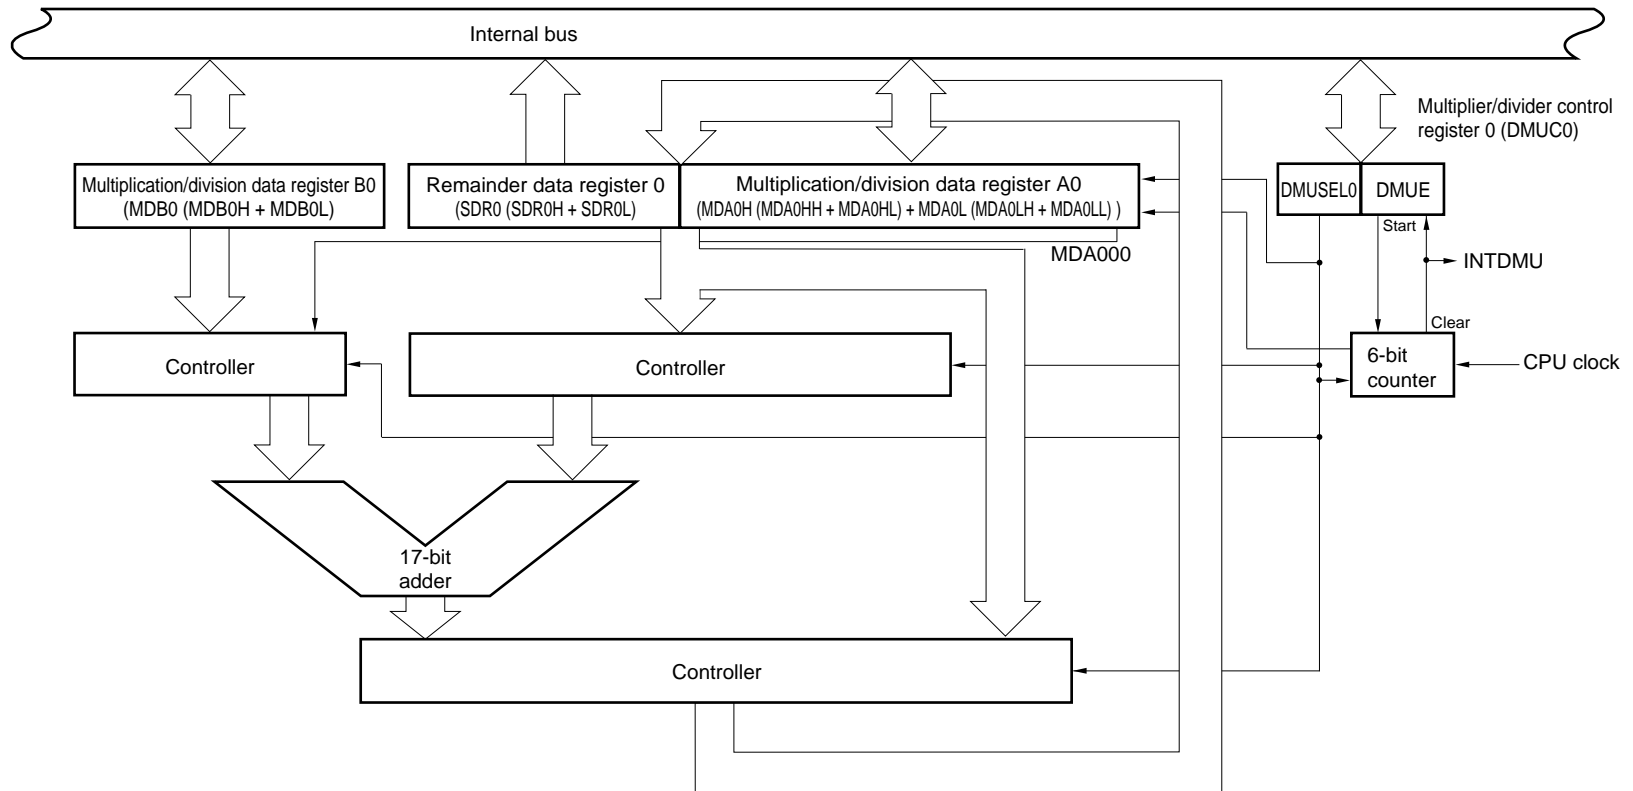 Internal bus
Multiplier/divider control
register 0 (DMUC0)
Multiplication/division data register B0
(MDB0 (MDB0H + MDB0L)
Remainder data register 0
(SDR0 (SDR0H + SDR0L)
Multiplication/division data register A0
(MDA0H (MDA0HH + MDA0HL) + MDA0L (MDA0LH + MDA0LL) )
DMUSEL0
DMUE
Start
MDA000
INTDMU
Clear
Controller
Controller
6-bit
counter
CPU clock
17-bit
adder
Controller